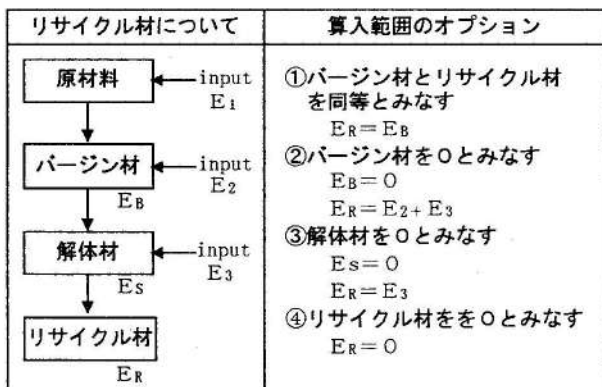 リサイクル材について
算入範囲のオプション
原材料
input
E1
バージン材
input
E2
EB
解体材
input
E3
ES
リサイクル材
ER
①バージン材とリサイクル材
を同等とみなす
ER=EB
②バージン材を0とみなす
EB=0
ER=E2+E3
③解体材を0とみなす
Es=0
ER=E3
④リサイクル材をを0とみなす
ER=0